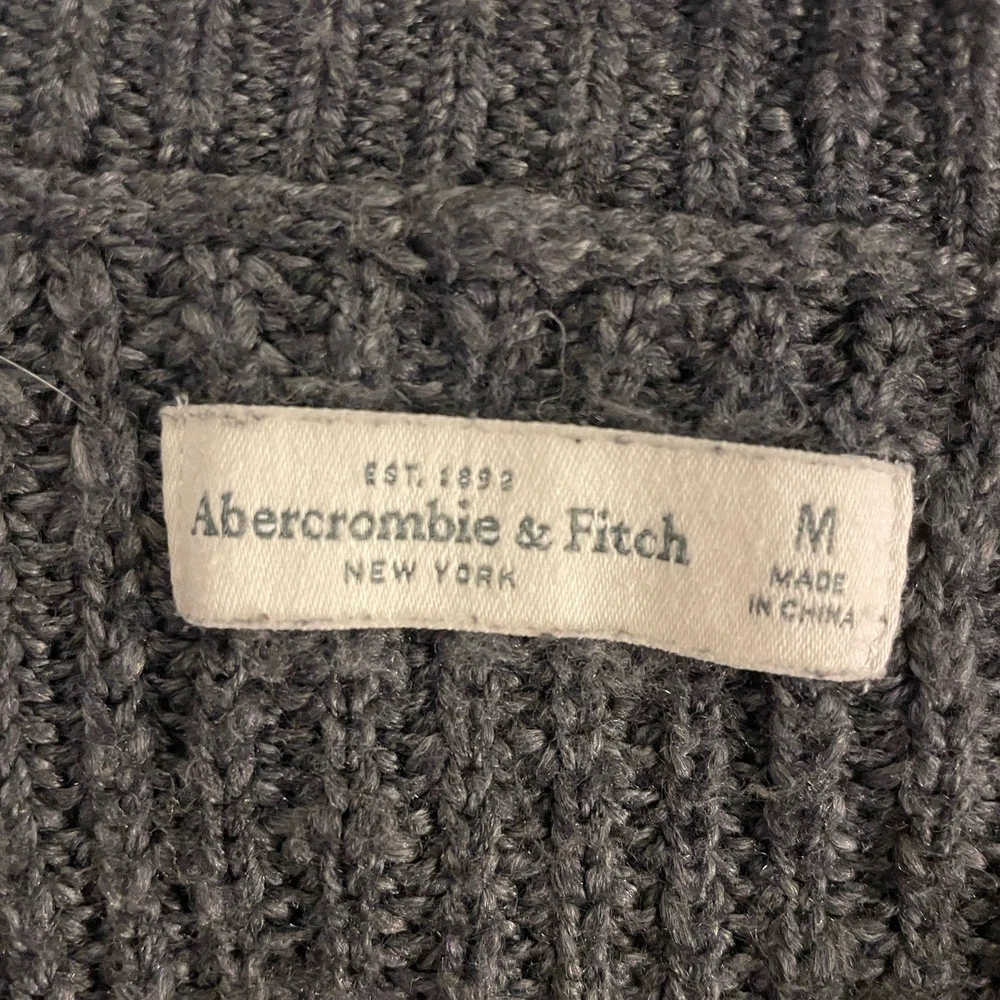 EST. 1892
Abercrombie & Fitch
NEW YORK
M
MADE
IN CHINA